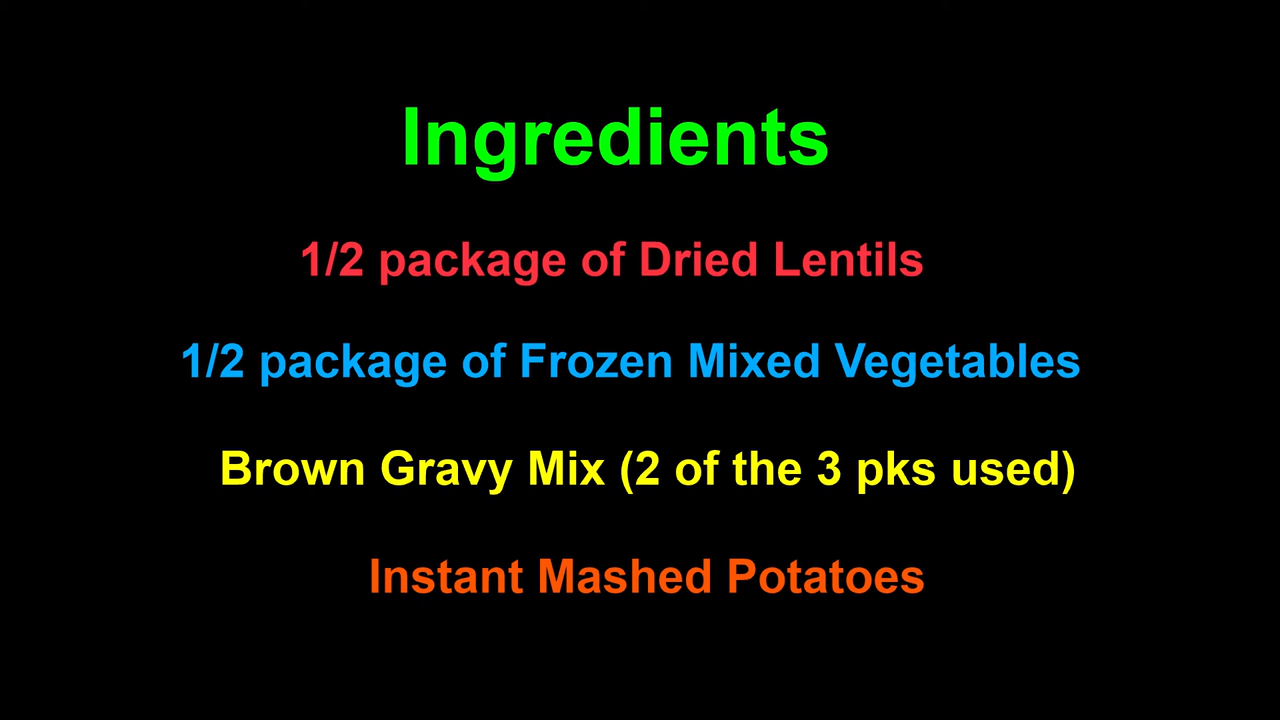 Ingredients
1/2 package of Dried Lentils
1/2 package of Frozen Mixed Vegetables
Brown Gravy Mix (2 of the 3 pks used)
Instant Mashed Potatoes